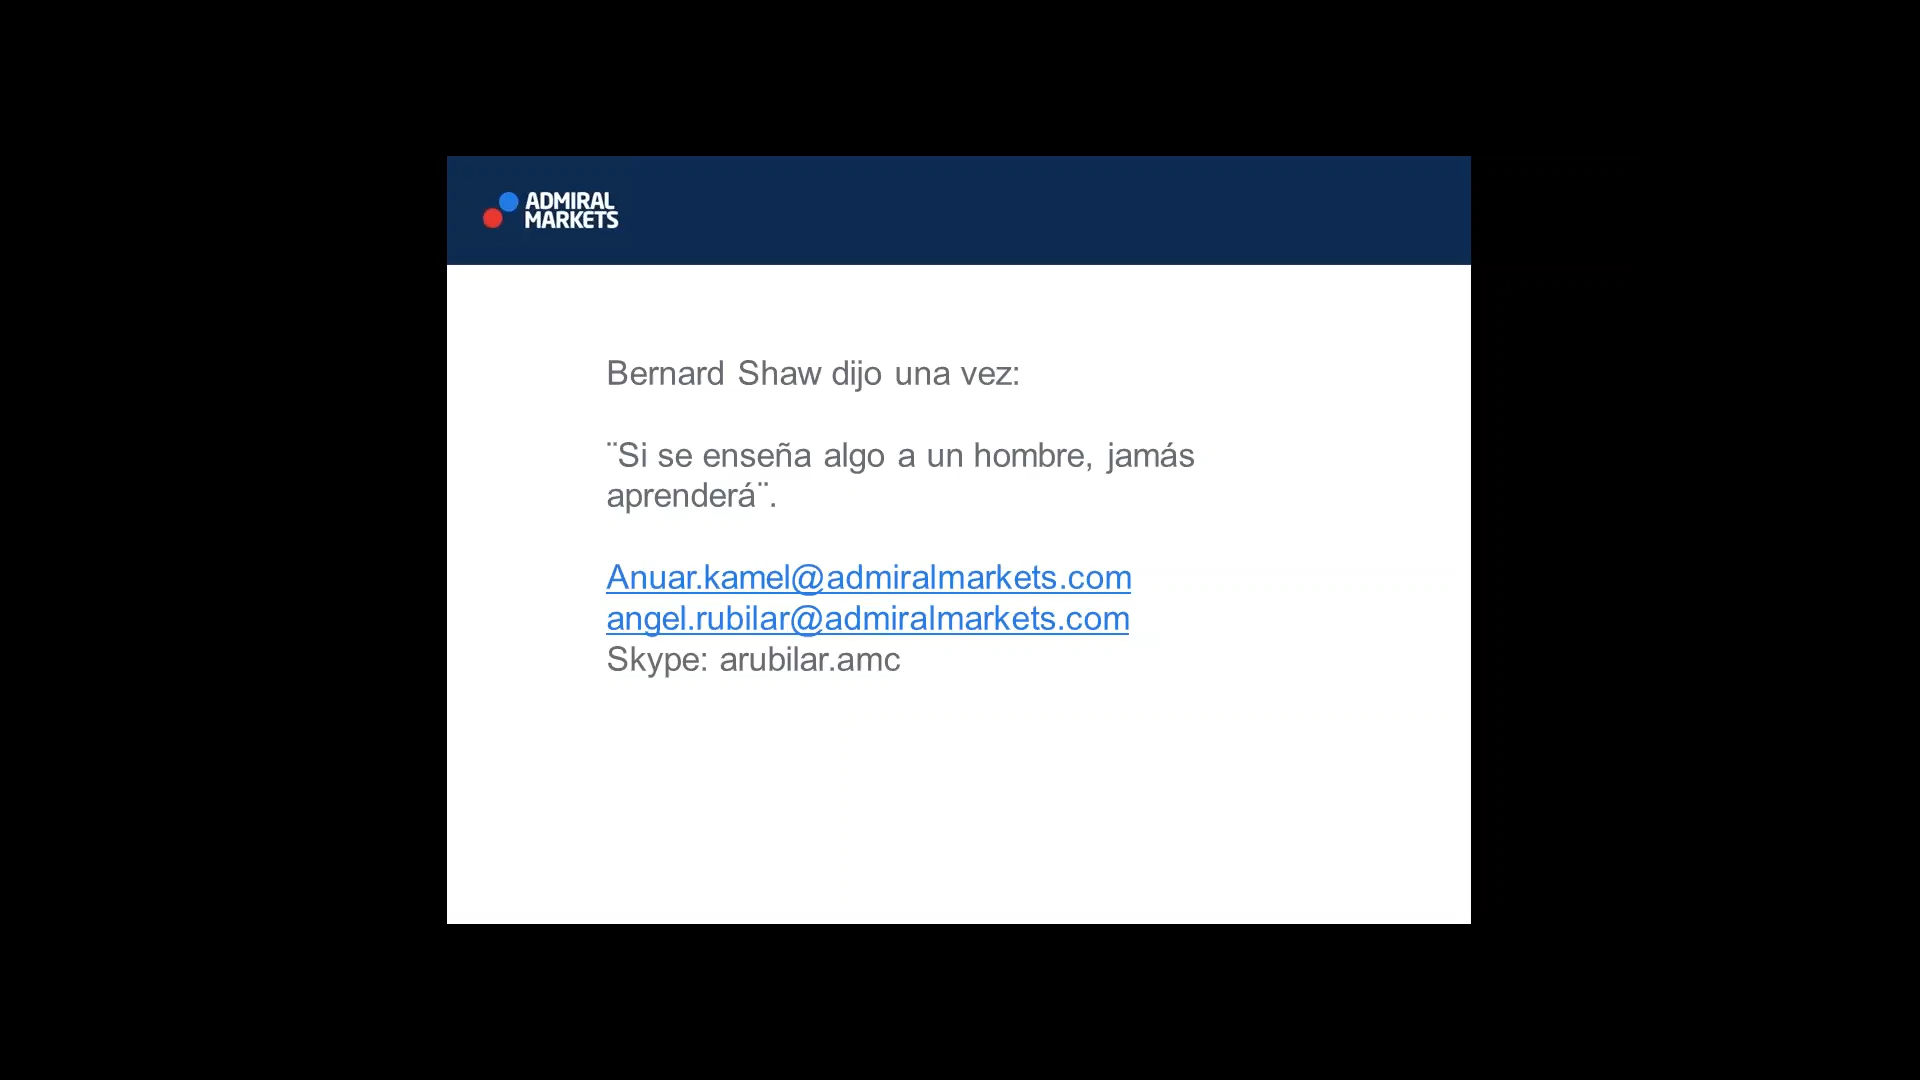 ADMIRAL
MARKETS
Bernard Shaw dijo una vez:
¨Si se enseña algo a un hombre, jamás
aprenderá¨.
Anuar.kamel@admiralmarkets.com
angel.rubilar@admiralmarkets.com
Skype: arubilar.amc